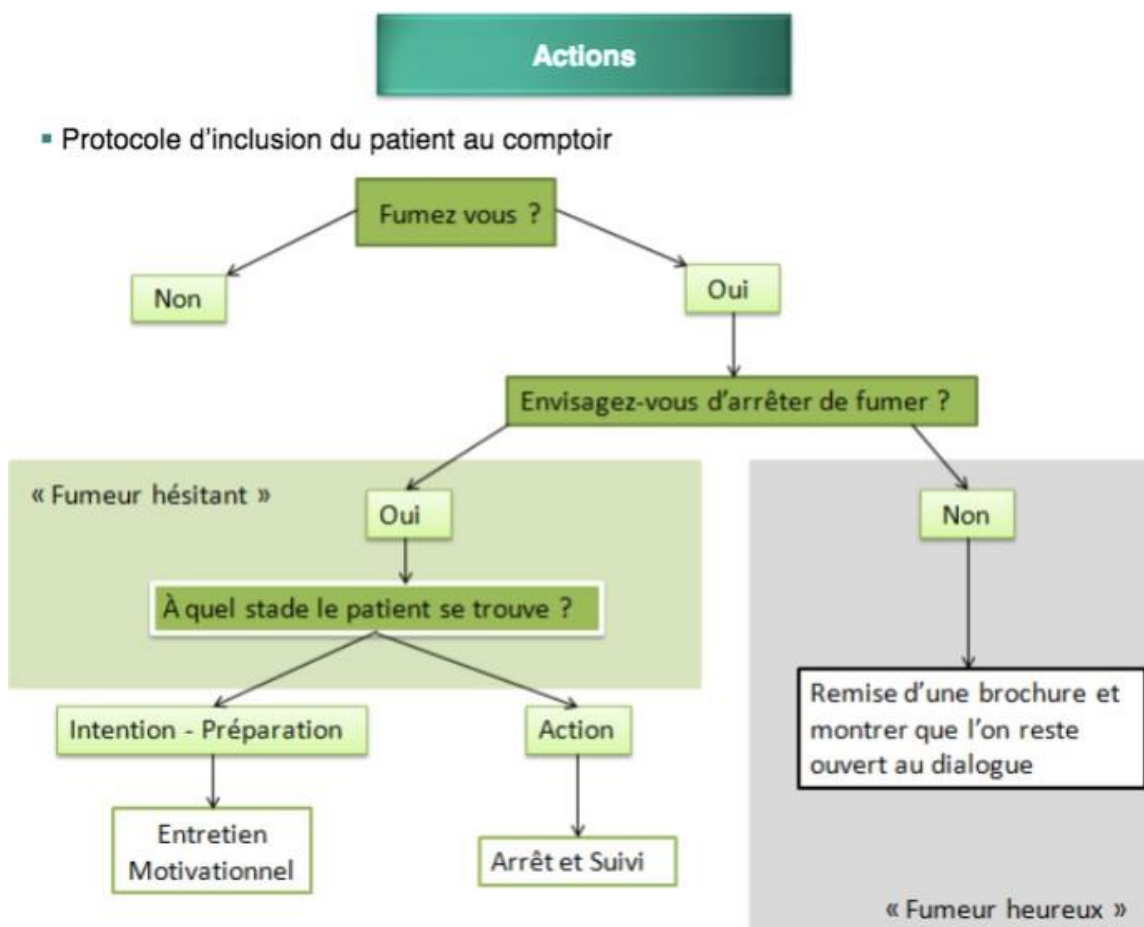 Actions
▪ Protocole d'inclusion du patient au comptoir
Fumez vous ?
Non
Oui
Envisagez-vous d'arrêter de fumer ?
« Fumeur hésitant »
Oui
Non
À quel stade le patient se trouve ?
Intention - Préparation
Action
Remise d'une brochure et
montrer que l'on reste
ouvert au dialogue
Entretien
Motivationnel
Arrêt et Suivi
« Fumeur heureux »